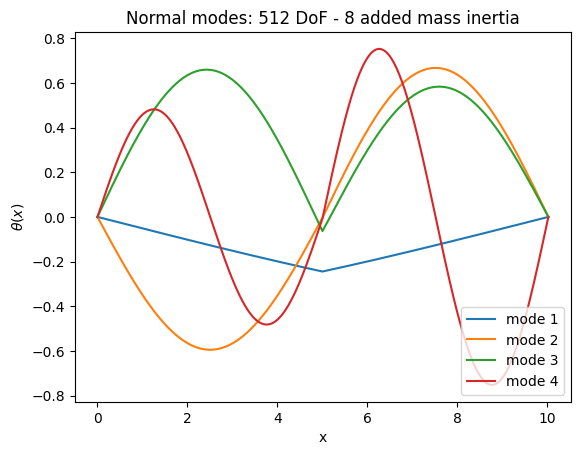 Normal modes: 512 DoF - 8 added mass inertia
0.8
0.6
0.4
0.2
0.0
−0.2
−0.4
−0.6
−0.8
θ(x)
0
2
4
6
8
10
x
mode 1
mode 2
mode 3
mode 4